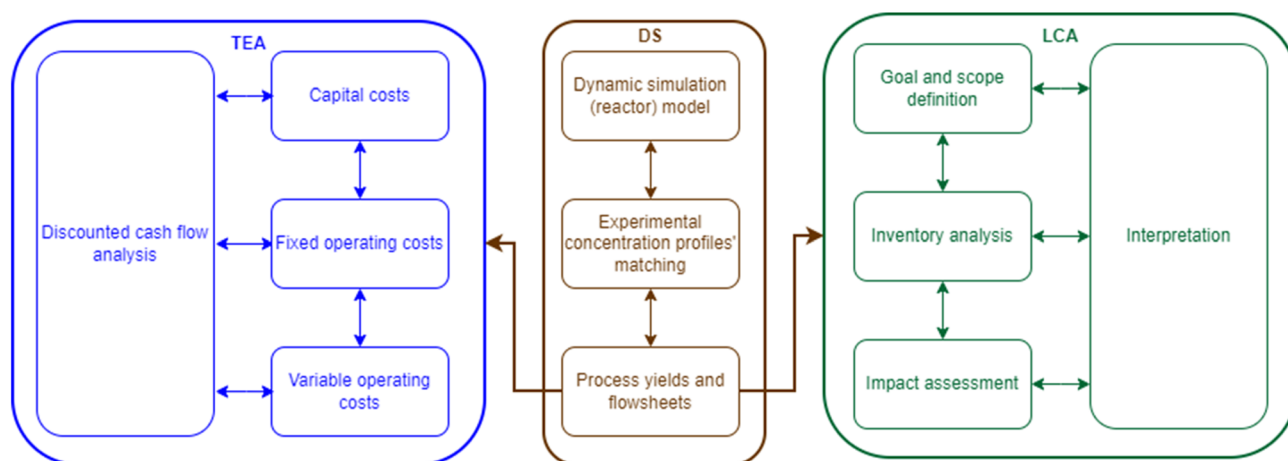 TEA
Discounted cash flow
analysis
Capital costs
Fixed operating costs
Variable operating
costs
DS
Dynamic simulation
(reactor) model
Experimental
concentration profiles'
matching
Process yields and
flowsheets
LCA
Goal and scope
definition
Inventory analysis
Impact assessment
Interpretation